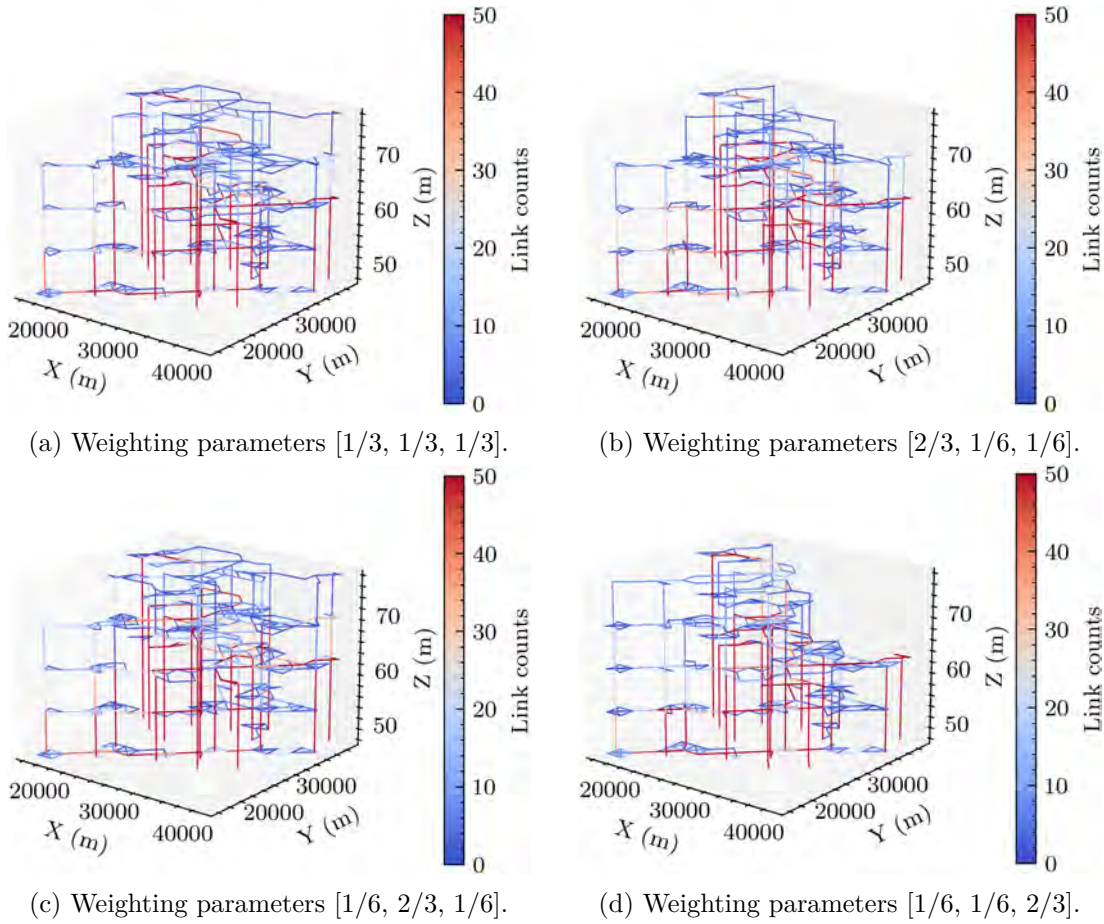 50
40
30
20
10
0
Link counts
70
60
50
Z (m)
20000
30000
40000
X (m)
20000
30000
Y (m)
50
40
30
20
10
0
Link counts
70
60
50
Z (m)
20000
30000
40000
X (m)
20000
30000
Y (m)
(a) Weighting parameters [1/3, 1/3, 1/3].
(b) Weighting parameters [2/3, 1/6, 1/6].
50
40
30
20
10
0
Link counts
70
60
50
Z (m)
20000
30000
40000
X (m)
20000
30000
Y (m)
50
40
30
20
10
0
Link counts
70
60
50
Z (m)
20000
30000
40000
X (m)
20000
30000
Y (m)
(c) Weighting parameters [1/6, 2/3, 1/6].
(d) Weighting parameters [1/6, 1/6, 2/3].